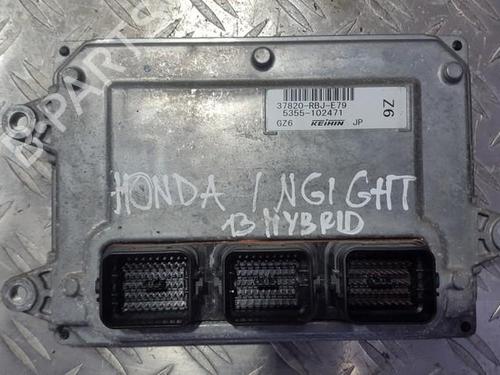 37820-RBJ-E79
5355-102471
GZ6 KEIHIN JP
Z6
HONDA INGIGHT
13 HYBRID
PARTS